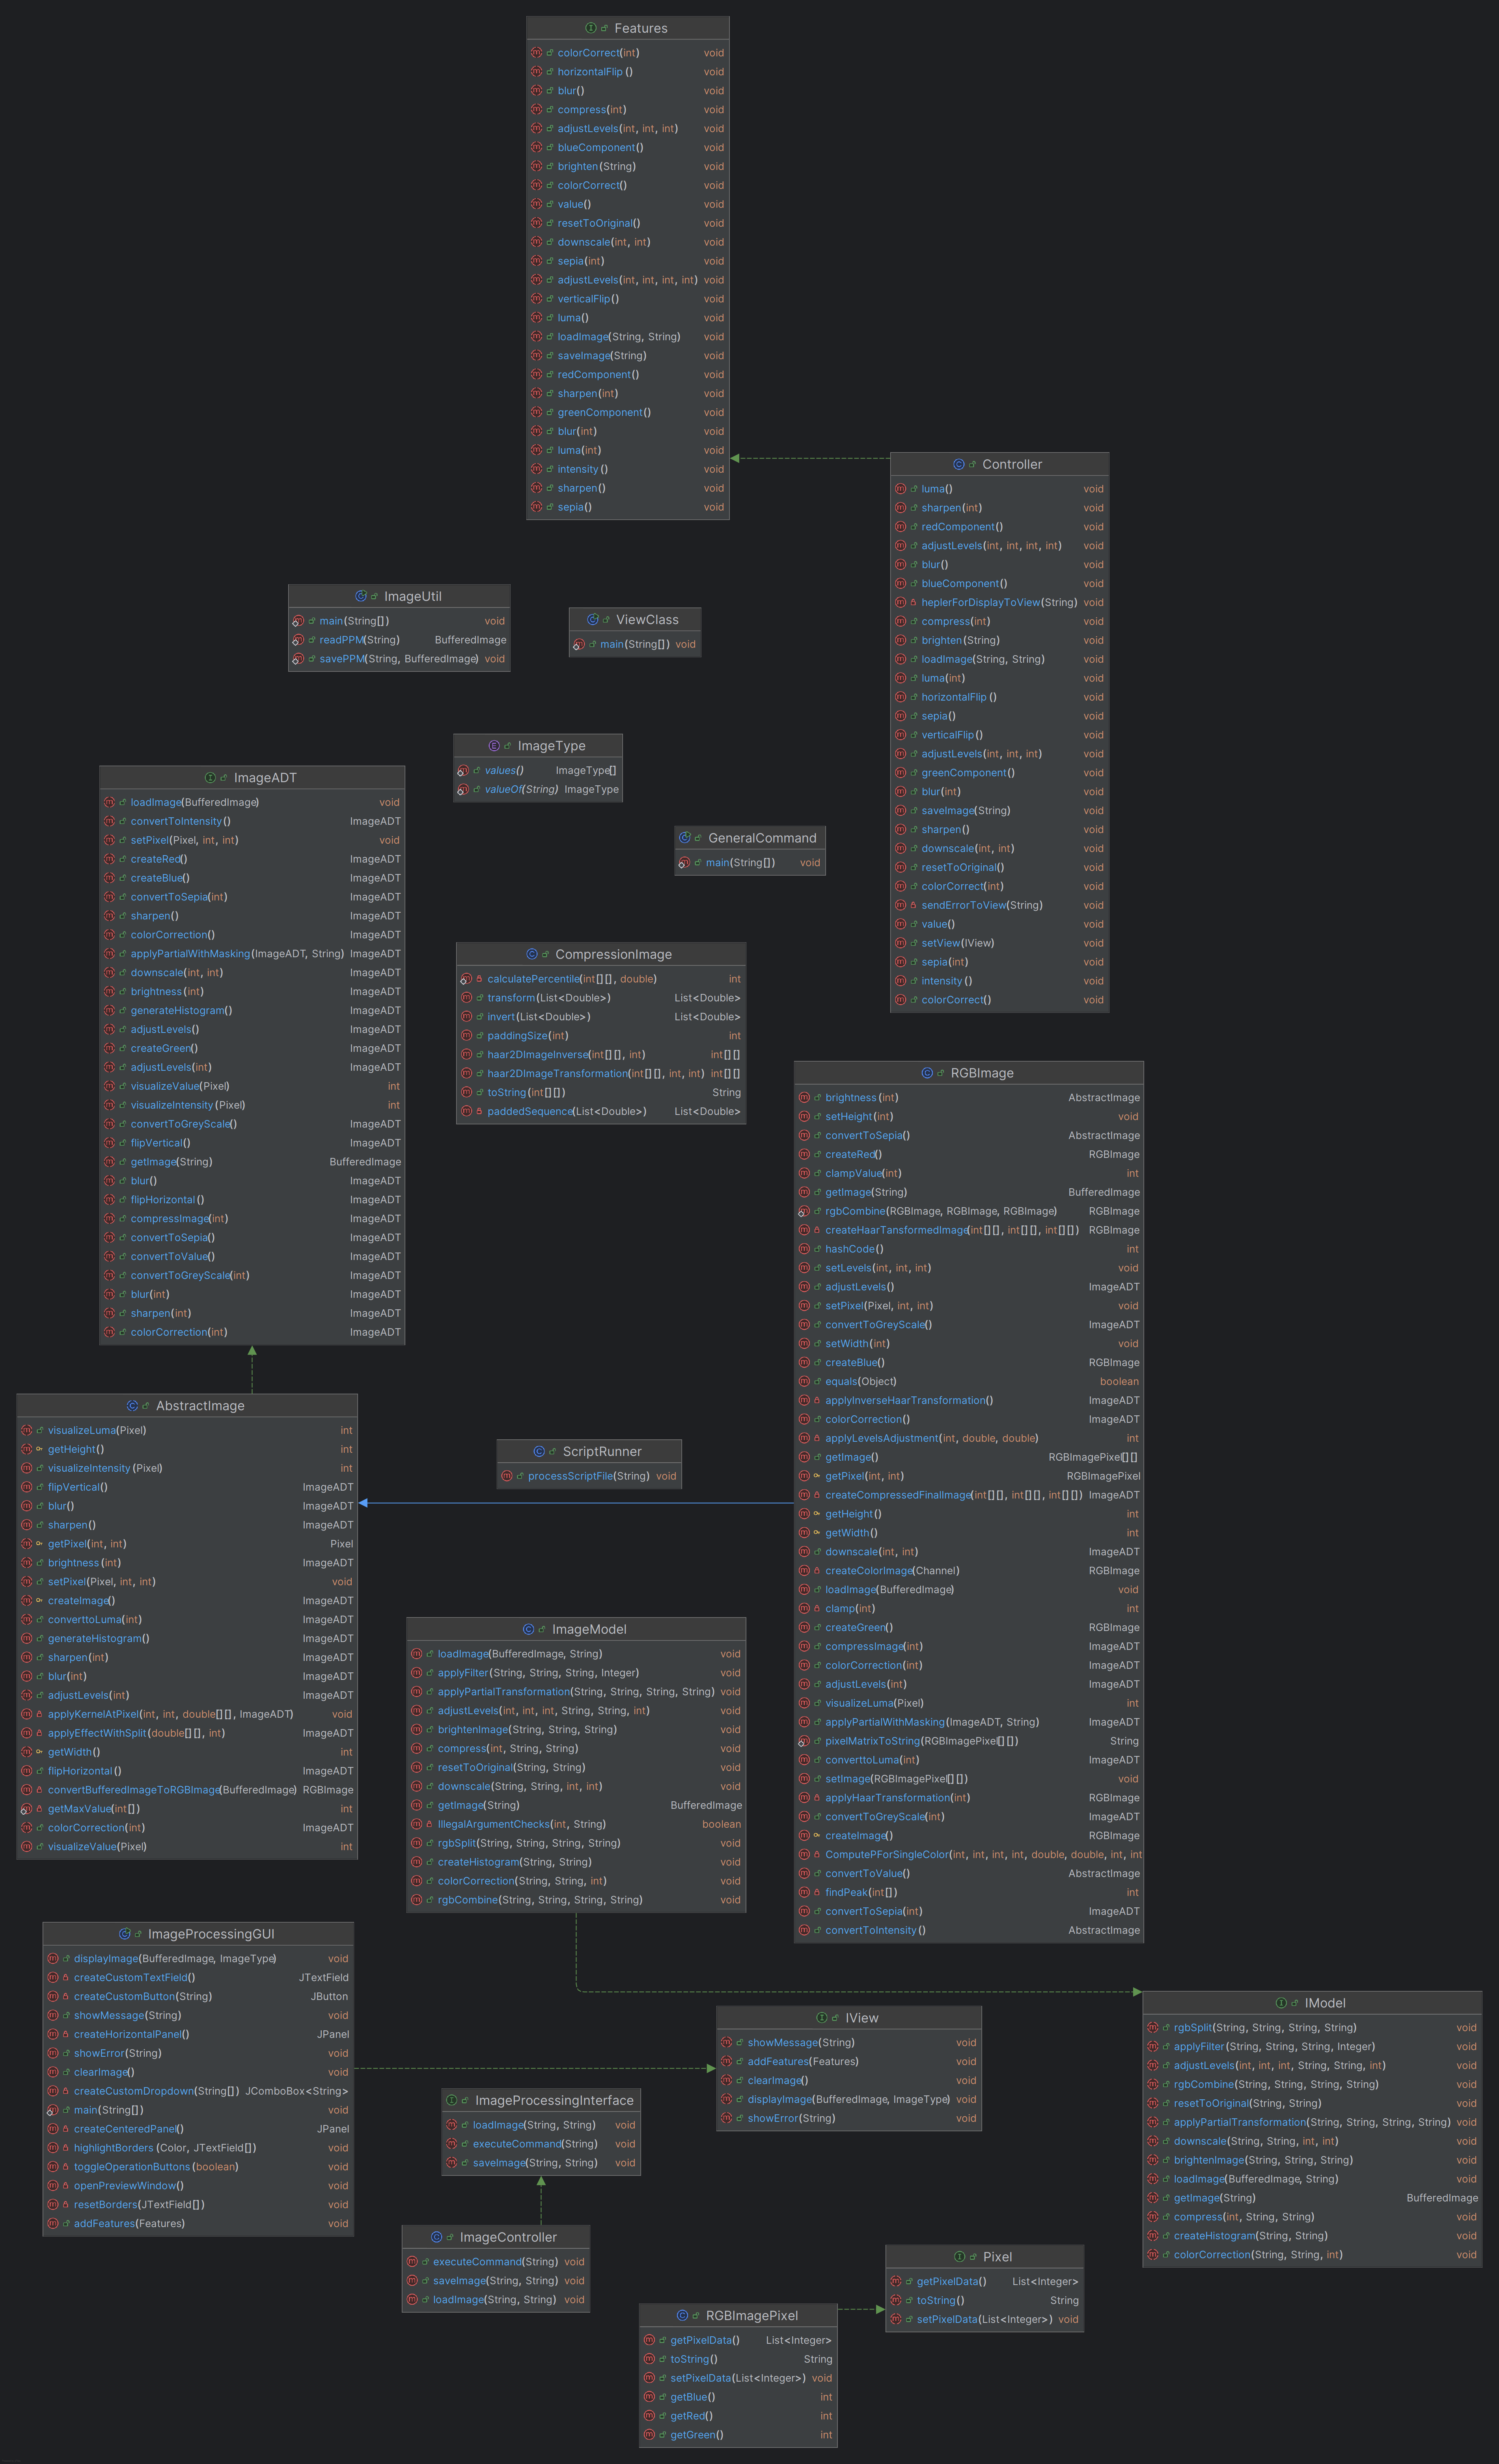 Features
colorCorrect(int) void
horizontalFlip() void
blur() void
compress(int) void
adjustLevels(int, int, int) void
blueComponent() void
brighten(String) void
colorCorrect() void
value() void
resetToOriginal() void
downscale(int, int) void
sepia(int) void
adjustLevels(int, int, int, int) void
verticalFlip() void
luma() void
loadImage(String, String) void
saveImage(String) void
redComponent() void
sharpen(int) void
greenComponent() void
blur(int) void
luma(int) void
intensity() void
sharpen() void
sepia() void
Controller
luma() void
sharpen(int) void
redComponent() void
adjustLevels(int, int, int, int) void
blur() void
blueComponent() void
heplerForDisplayToView(String) void
compress(int) void
brighten(String) void
loadImage(String, String) void
luma(int) void
horizontalFlip() void
sepia() void
verticalFlip() void
adjustLevels(int, int, int) void
greenComponent() void
blur(int) void
saveImage(String) void
sharpen() void
downscale(int, int) void
resetToOriginal() void
colorCorrect(int) void
sendErrorToView(String) void
value() void
setView(IView) void
sepia(int) void
intensity() void
colorCorrect() void
ImageUtil
main(String[]) void
readPPM(String) BufferedImage
savePPM(String, BufferedImage) void
ViewClass
main(String[]) void
ImageType
values() ImageType[]
valueOf(String) ImageType
ImageADT
loadImage(BufferedImage) void
convertToIntensity() ImageADT
setPixel(Pixel, int, int) void
createRed() ImageADT
createBlue() ImageADT
convertToSepia(int) ImageADT
sharpen() ImageADT
colorCorrection() ImageADT
applyPartialWithMasking(ImageADT, String) ImageADT
downscale(int, int) ImageADT
brightness(int) ImageADT
generateHistogram() ImageADT
adjustLevels() ImageADT
createGreen() ImageADT
adjustLevels(int) ImageADT
visualizeValue(Pixel) int
visualizeIntensity(Pixel) int
convertToGreyScale() ImageADT
flipVertical() ImageADT
getImage(String) BufferedImage
blur() ImageADT
flipHorizontal() ImageADT
compressImage(int) ImageADT
convertToSepia() ImageADT
convertToValue() ImageADT
convertToGreyScale(int) ImageADT
blur(int) ImageADT
sharpen(int) ImageADT
colorCorrection(int) ImageADT
GeneralCommand
main(String[]) void
CompressionImage
calculatePercentile(int[][], double) int
transform(List<Double>) List<Double>
invert(List<Double>) List<Double>
paddingSize(int) int
haar2DImageInverse(int[][], int) int[][]
haar2DImageTransformation(int[][], int, int) int[][]
toString(int[][]) String
paddedSequence(List<Double>) List<Double>
RGBImage
brightness(int) AbstractImage
setHeight(int) void
convertToSepia() AbstractImage
createRed() RGBImage
clampValue(int) int
getImage(String) BufferedImage
rgbCombine(RGBImage, RGBImage, RGBImage) RGBImage
createHaarTansformedImage(int[][], int[][], int[][]) RGBImage
hashCode() int
setLevels(int, int, int) void
adjustLevels() ImageADT
setPixel(Pixel, int, int) void
convertToGreyScale() ImageADT
setWidth(int) void
createBlue() RGBImage
equals(Object) boolean
applyInverseHaarTransformation() ImageADT
colorCorrection() ImageADT
applyLevelsAdjustment(int, double, double) int
getImage() RGBImagePixel[][]
getPixel(int, int) RGBImagePixel
createCompressedFinalImage(int[][], int[][], int[][]) ImageADT
getHeight() int
getWidth() int
downscale(int, int) ImageADT
createColorImage(Channel) RGBImage
loadImage(BufferedImage) void
clamp(int) int
createGreen() RGBImage
compressImage(int) ImageADT
colorCorrection(int) ImageADT
adjustLevels(int) ImageADT
visualizeLuma(Pixel) int
applyPartialWithMasking(ImageADT, String) ImageADT
pixelMatrixToString(RGBImagePixel[][]) String
converttoLuma(int) ImageADT
setImage(RGBImagePixel[][]) void
applyHaarTransformation(int) RGBImage
convertToGreyScale(int) ImageADT
createImage() RGBImage
ComputePForSingleColor(int, int, int, int, double, double, int, int
convertToValue() AbstractImage
findPeak(int[]) int
convertToSepia(int) ImageADT
convertToIntensity() AbstractImage
AbstractImage
visualizeLuma(Pixel) int
getHeight() int
visualizeIntensity(Pixel) int
flipVertical() ImageADT
blur() ImageADT
sharpen() ImageADT
getPixel(int, int) Pixel
brightness(int) ImageADT
setPixel(Pixel, int, int) void
createImage() ImageADT
converttoLuma(int) ImageADT
generateHistogram() ImageADT
sharpen(int) ImageADT
blur(int) ImageADT
adjustLevels(int) ImageADT
applyKernelAtPixel(int, int, double[][], ImageADT) void
applyEffectWithSplit(double[][], int) ImageADT
getWidth() int
flipHorizontal() ImageADT
convertBufferedImageToRGBImage(BufferedImage) RGBImage
getMaxValue(int[]) int
colorCorrection(int) ImageADT
visualizeValue(Pixel) int
ScriptRunner
processScriptFile(String) void
ImageModel
loadImage(BufferedImage, String) void
applyFilter(String, String, String, Integer) void
applyPartialTransformation(String, String, String, String) void
adjustLevels(int, int, int, String, String, int) void
brightenImage(String, String, String) void
compress(int, String, String) void
resetToOriginal(String, String) void
downscale(String, String, int, int) void
getImage(String) BufferedImage
IllegalArgumentChecks(int, String) boolean
rgbSplit(String, String, String, String) void
createHistogram(String, String) void
colorCorrection(String, String, int) void
rgbCombine(String, String, String, String) void
ImageProcessingGUI
displayImage(BufferedImage, ImageType) void
createCustomTextField() JTextField
createCustomButton(String) JButton
showMessage(String) void
createHorizontalPanel() JPanel
showError(String) void
clearImage() void
createCustomDropdown(String[]) JComboBox<String>
main(String[]) void
createCenteredPanel() JPanel
highlightBorders(Color, JTextField[]) void
toggleOperationButtons(boolean) void
openPreviewWindow() void
resetBorders(JTextField[]) void
addFeatures(Features) void
IView
showMessage(String) void
addFeatures(Features) void
clearImage() void
displayImage(BufferedImage, ImageType) void
showError(String) void
IModel
rgbSplit(String, String, String, String) void
applyFilter(String, String, String, Integer) void
adjustLevels(int, int, int, String, String, int) void
rgbCombine(String, String, String, String) void
resetToOriginal(String, String) void
applyPartialTransformation(String, String, String, String) void
downscale(String, String, int, int) void
brightenImage(String, String, String) void
loadImage(BufferedImage, String) void
getImage(String) BufferedImage
compress(int, String, String) void
createHistogram(String, String) void
colorCorrection(String, String, int) void
ImageProcessingInterface
loadImage(String, String) void
executeCommand(String) void
saveImage(String, String) void
ImageController
executeCommand(String) void
saveImage(String, String) void
loadImage(String, String) void
Pixel
getPixelData() List<Integer>
toString() String
setPixelData(List<Integer>) void
RGBImagePixel
getPixelData() List<Integer>
toString() String
setPixelData(List<Integer>) void
getBlue() int
getRed() int
getGreen() int